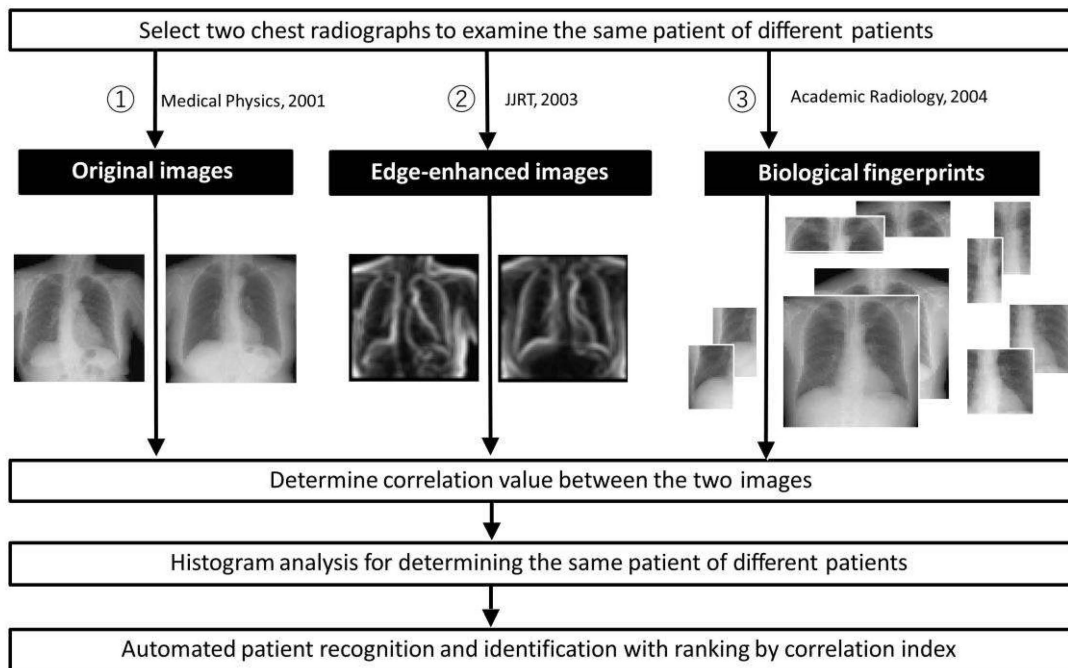 Select two chest radiographs to examine the same patient of different patients
① Medical Physics, 2001
② JJRT, 2003
③ Academic Radiology, 2004
Original images
Edge-enhanced images
Biological fingerprints
Determine correlation value between the two images
Histogram analysis for determining the same patient of different patients
Automated patient recognition and identification with ranking by correlation index